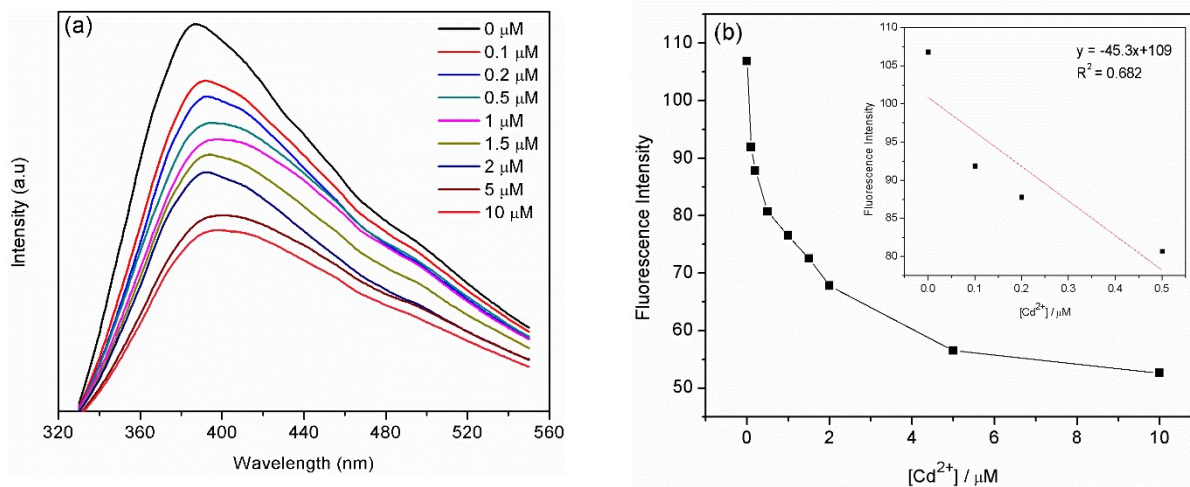 (a)
0 μM
0.1 μM
0.2 μM
0.5 μM
1 μM
1.5 μM
2 μM
5 μM
10 μM
Intensity (a.u)
320 360 400 440 480 520 560
Wavelength (nm)
(b)
110
100
90
80
70
60
50
Fluorescence Intensity
0 2 4 6 8 10
[Cd²⁺] / μM
y = -45.3x+109
R² = 0.682
110
105
100
95
90
85
80
Fluorescence Intensity
0.0 0.1 0.2 0.3 0.4 0.5
[Cd²⁺] / μM